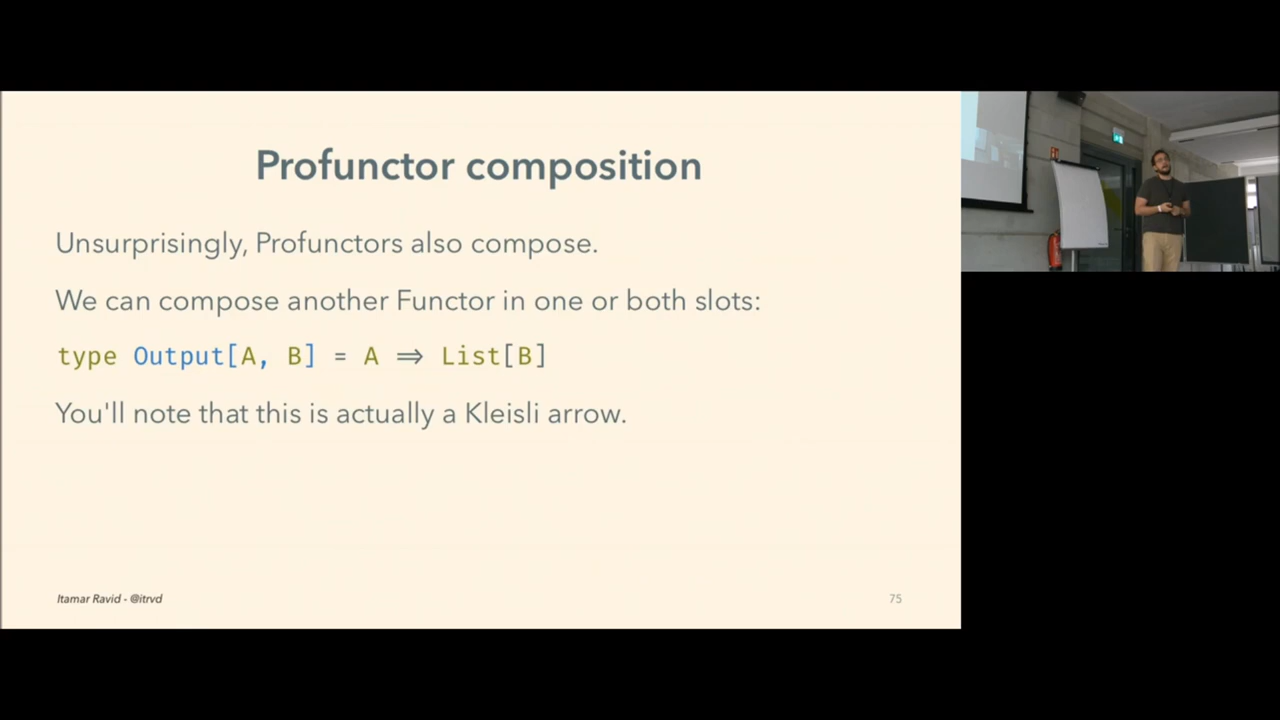 Profunctor composition
Unsurprisingly, Profunctors also compose.
We can compose another Functor in one or both slots:
type Output[A, B] = A ⇒ List[B]
You'll note that this is actually a Kleisli arrow.
Itamar Ravid - @itrvd
75